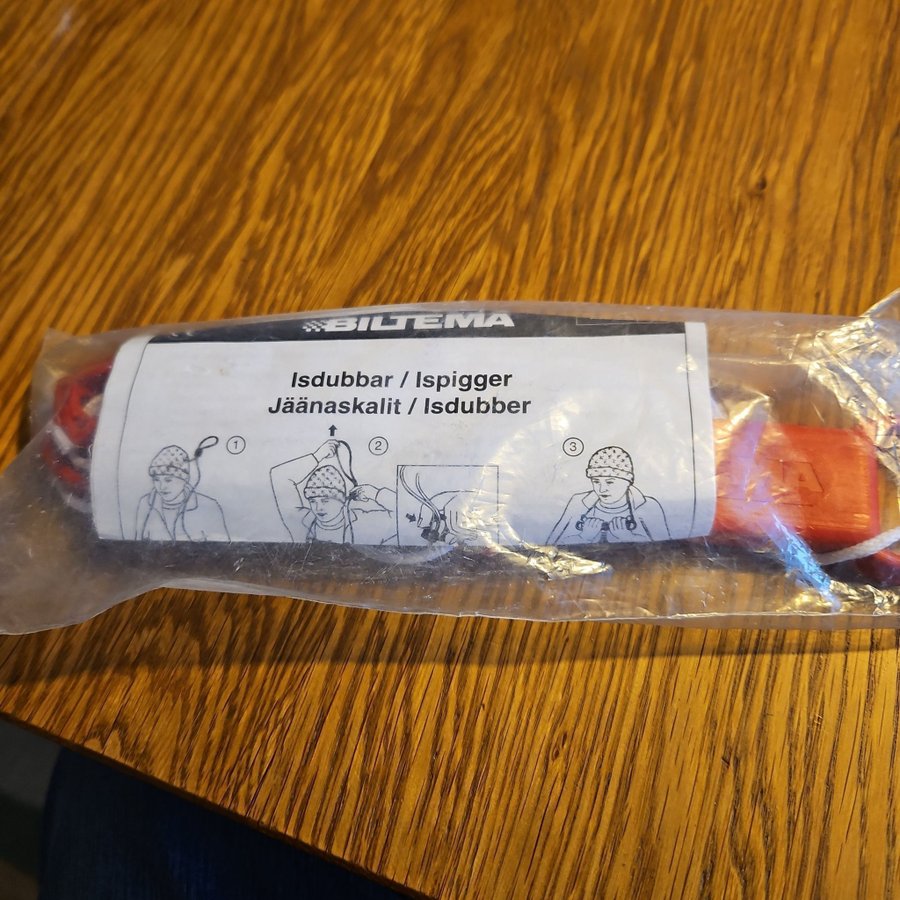 BILTEMA
Isdubbar / Ispigger
Jäänaskalit / Isdubber
1
2
3